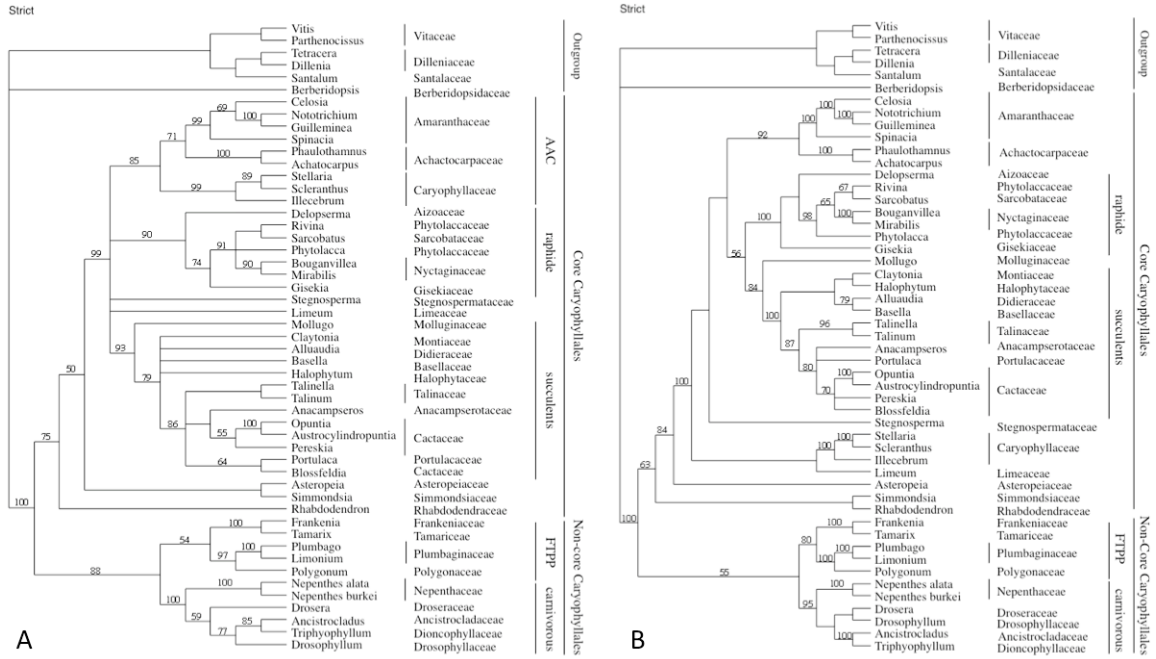 Strict
Vitis
Parthenocissus
Vitaceae
Tetracera
Dillenia
Dilleniaceae
Santalum
Santalaceae
Berberidopsis
Berberidopsidaceae
Outgroup
Celosia
69
Nototrichium
100
Guilleminea
Amaranthaceae
99
Spinacia
71
Phaulothamnus
100
Achatocarpus
Achactocarpaceae
AAC
85
Stellaria
89
Scleranthus
99
Illecebrum
Caryophyllaceae
Delopserma
Aizoaceae
90
Rivina
Phytolaccaceae
Sarcobatus
Sarcobataceae
91
Phytolacca
Phytolaccaceae
Bouganvillea
90
Mirabilis
Nyctaginaceae
74
Gisekia
Gisekiaceae
raphide
99
Stegnosperma
Stegnospermataceae
Limeum
Limeaceae
Mollugo
Molluginaceae
93
Claytonia
Montiaceae
Alluaudia
Didieraceae
Basella
Basellaceae
50
Halophytum
Halophytaceae
79
Talinella
Talinum
Talinaceae
Anacampseros
Anacampserotaceae
86
Opuntia
100
Austrocylindropuntia
55
Pereskia
Cactaceae
Portulaca
Portulacaceae
64
Blossfeldia
Cactaceae
succulents
75
Asteropeia
Asteropeiaceae
Simmondsia
Simmondsiaceae
Rhabdodendron
Rhabdodendraceae
Core Caryophyllales
100
Frankenia
Frankeniaceae
100
Tamarix
Tamariceae
54
Plumbago
100
Limonium
Plumbaginaceae
97
Polygonum
Polygonaceae
FTPP
88
Nepenthes alata
100
Nepenthes burkei
Nepenthaceae
100
Drosera
Droseraceae
59
Ancistrocladus
Ancistrocladaceae
85
Triphyophyllum
Dioncophyllaceae
77
Drosophyllum
Drosophyllaceae
carnivorous
Non-core Caryophyllales
A
Strict
Vitis
Parthenocissus
Vitaceae
Tetracera
Dillenia
Dilleniaceae
Santalum
Santalaceae
Berberidopsis
Berberidopsidaceae
Outgroup
Celosia
100
Nototrichium
100
Guilleminea
Amaranthaceae
100
Spinacia
92
Phaulothamnus
100
Achatocarpus
Achactocarpaceae
Delopserma
Aizoaceae
Rivina
Phytolaccaceae
67
Sarcobatus
Sarcobataceae
65
Bouganvillea
100
Mirabilis
Nyctaginaceae
100
98
Phytolacca
Phytolaccaceae
Gisekia
Gisekiaceae
raphide
56
Mollugo
Molluginaceae
Claytonia
Montiaceae
Halophytum
Halophytaceae
84
Alluaudia
Didieraceae
79
Basella
Basellaceae
100
Talinella
96
Talinum
Talinaceae
87
Anacampseros
Anacampserotaceae
Portulaca
Portulacaceae
80
Opuntia
100
Austrocylindropuntia
70
Pereskia
Cactaceae
Blossfeldia
succulents
100
Stegnosperma
Stegnospermataceae
Stellaria
100
Scleranthus
100
Illecebrum
Caryophyllaceae
84
Limeum
Limeaceae
Asteropeia
Asteropeiaceae
63
Simmondsia
Simmondsiaceae
Rhabdodendron
Rhabdodendraceae
Core Caryophyllales
100
Frankenia
Frankeniaceae
100
Tamarix
Tamariceae
80
Plumbago
100
Limonium
Plumbaginaceae
100
Polygonum
Polygonaceae
FTPP
55
Nepenthes alata
100
Nepenthes burkei
Nepenthaceae
95
Drosera
Droseraceae
Drosophyllum
Drosophyllaceae
Ancistrocladus
Ancistrocladaceae
100
Triphyophyllum
Dioncophyllaceae
carnivorous
Non-Core Caryophyllales
B